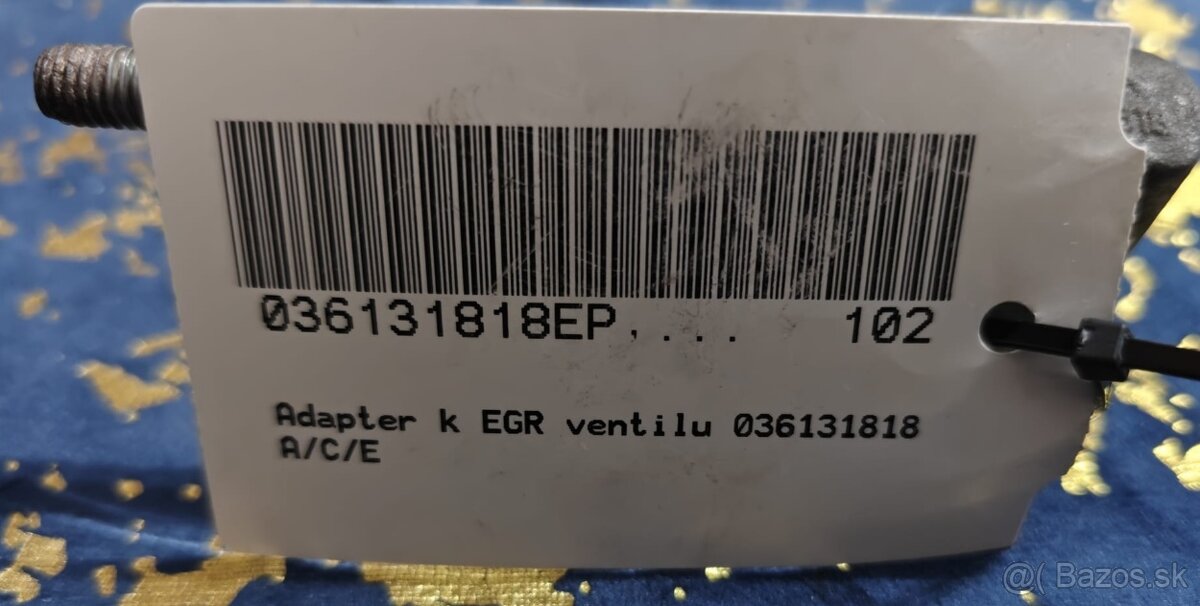 036131818EP,... 102
Adapter k EGR ventilu 036131818
A/C/E
@( Bazos.sk